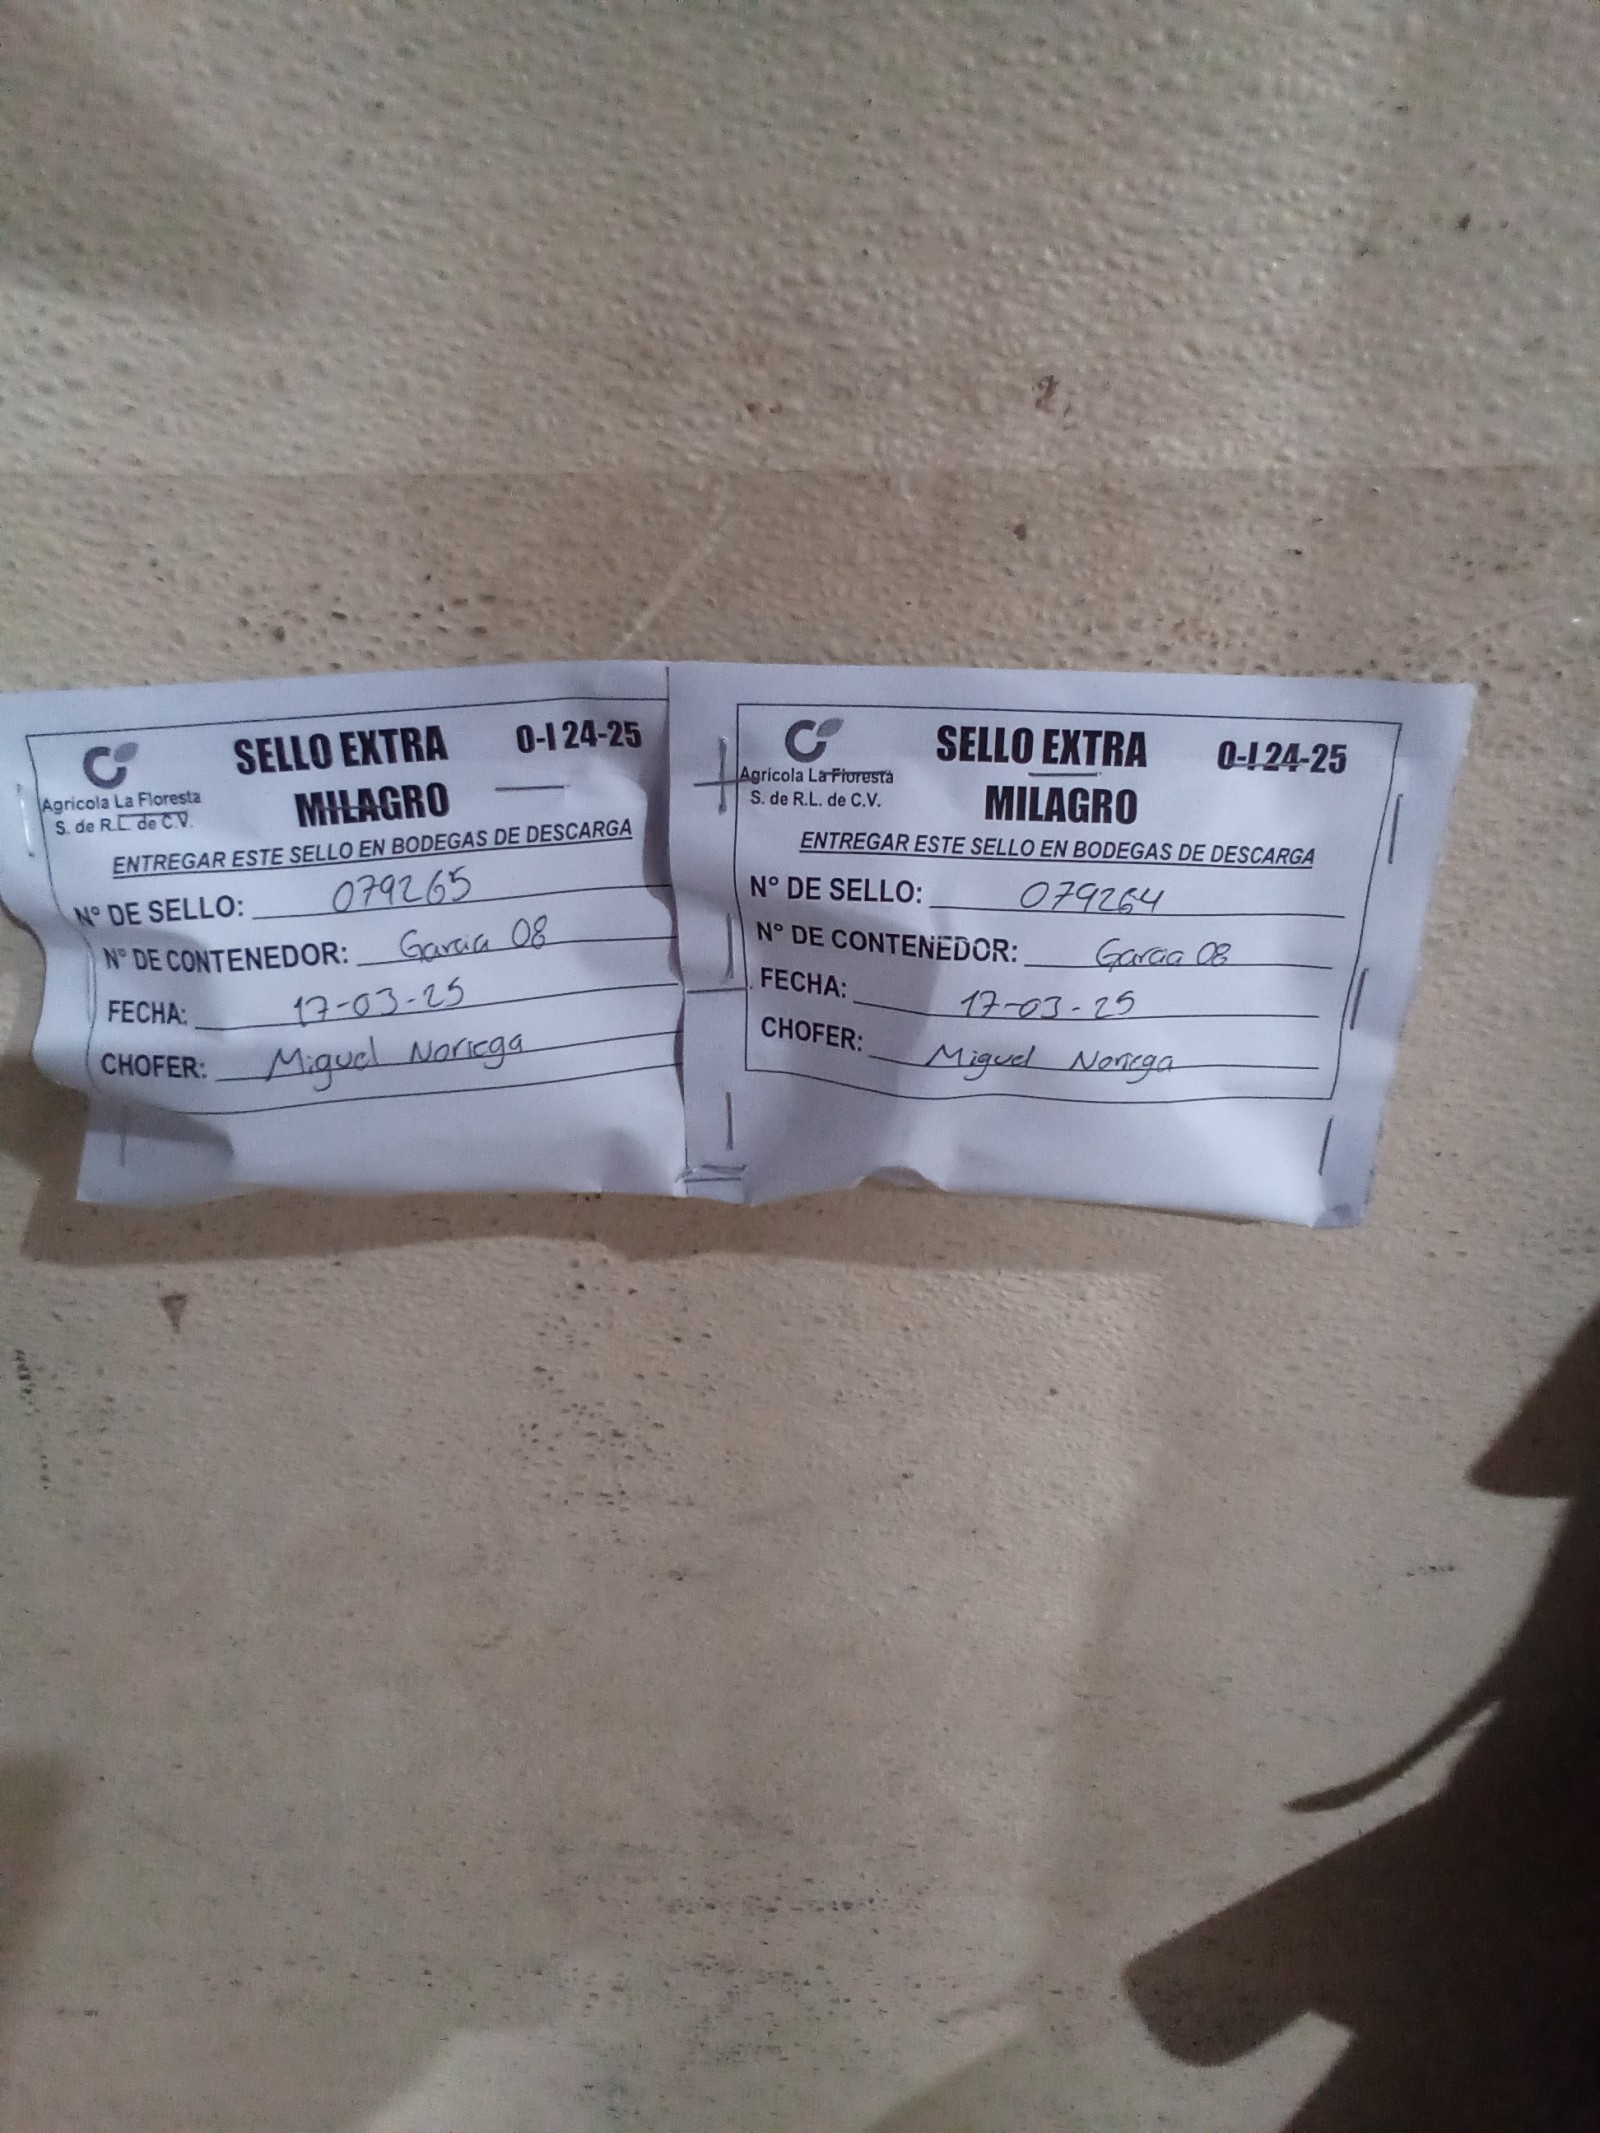 SELLO EXTRA 0-I 24-25
MILAGRO
Agrícola La Floresta
S. de R.L. de C.V.
ENTREGAR ESTE SELLO EN BODEGAS DE DESCARGA
N° DE SELLO: 079265
N° DE CONTENEDOR: Garcia 08
FECHA: 17-03-25
CHOFER: Miguel Noriega
SELLO EXTRA 0-I 24-25
MILAGRO
Agrícola La Floresta
S. de R.L. de C.V.
ENTREGAR ESTE SELLO EN BODEGAS DE DESCARGA
N° DE SELLO: 079264
N° DE CONTENEDOR: Garcia 08
FECHA: 17-03-25
CHOFER: Miguel Noriega